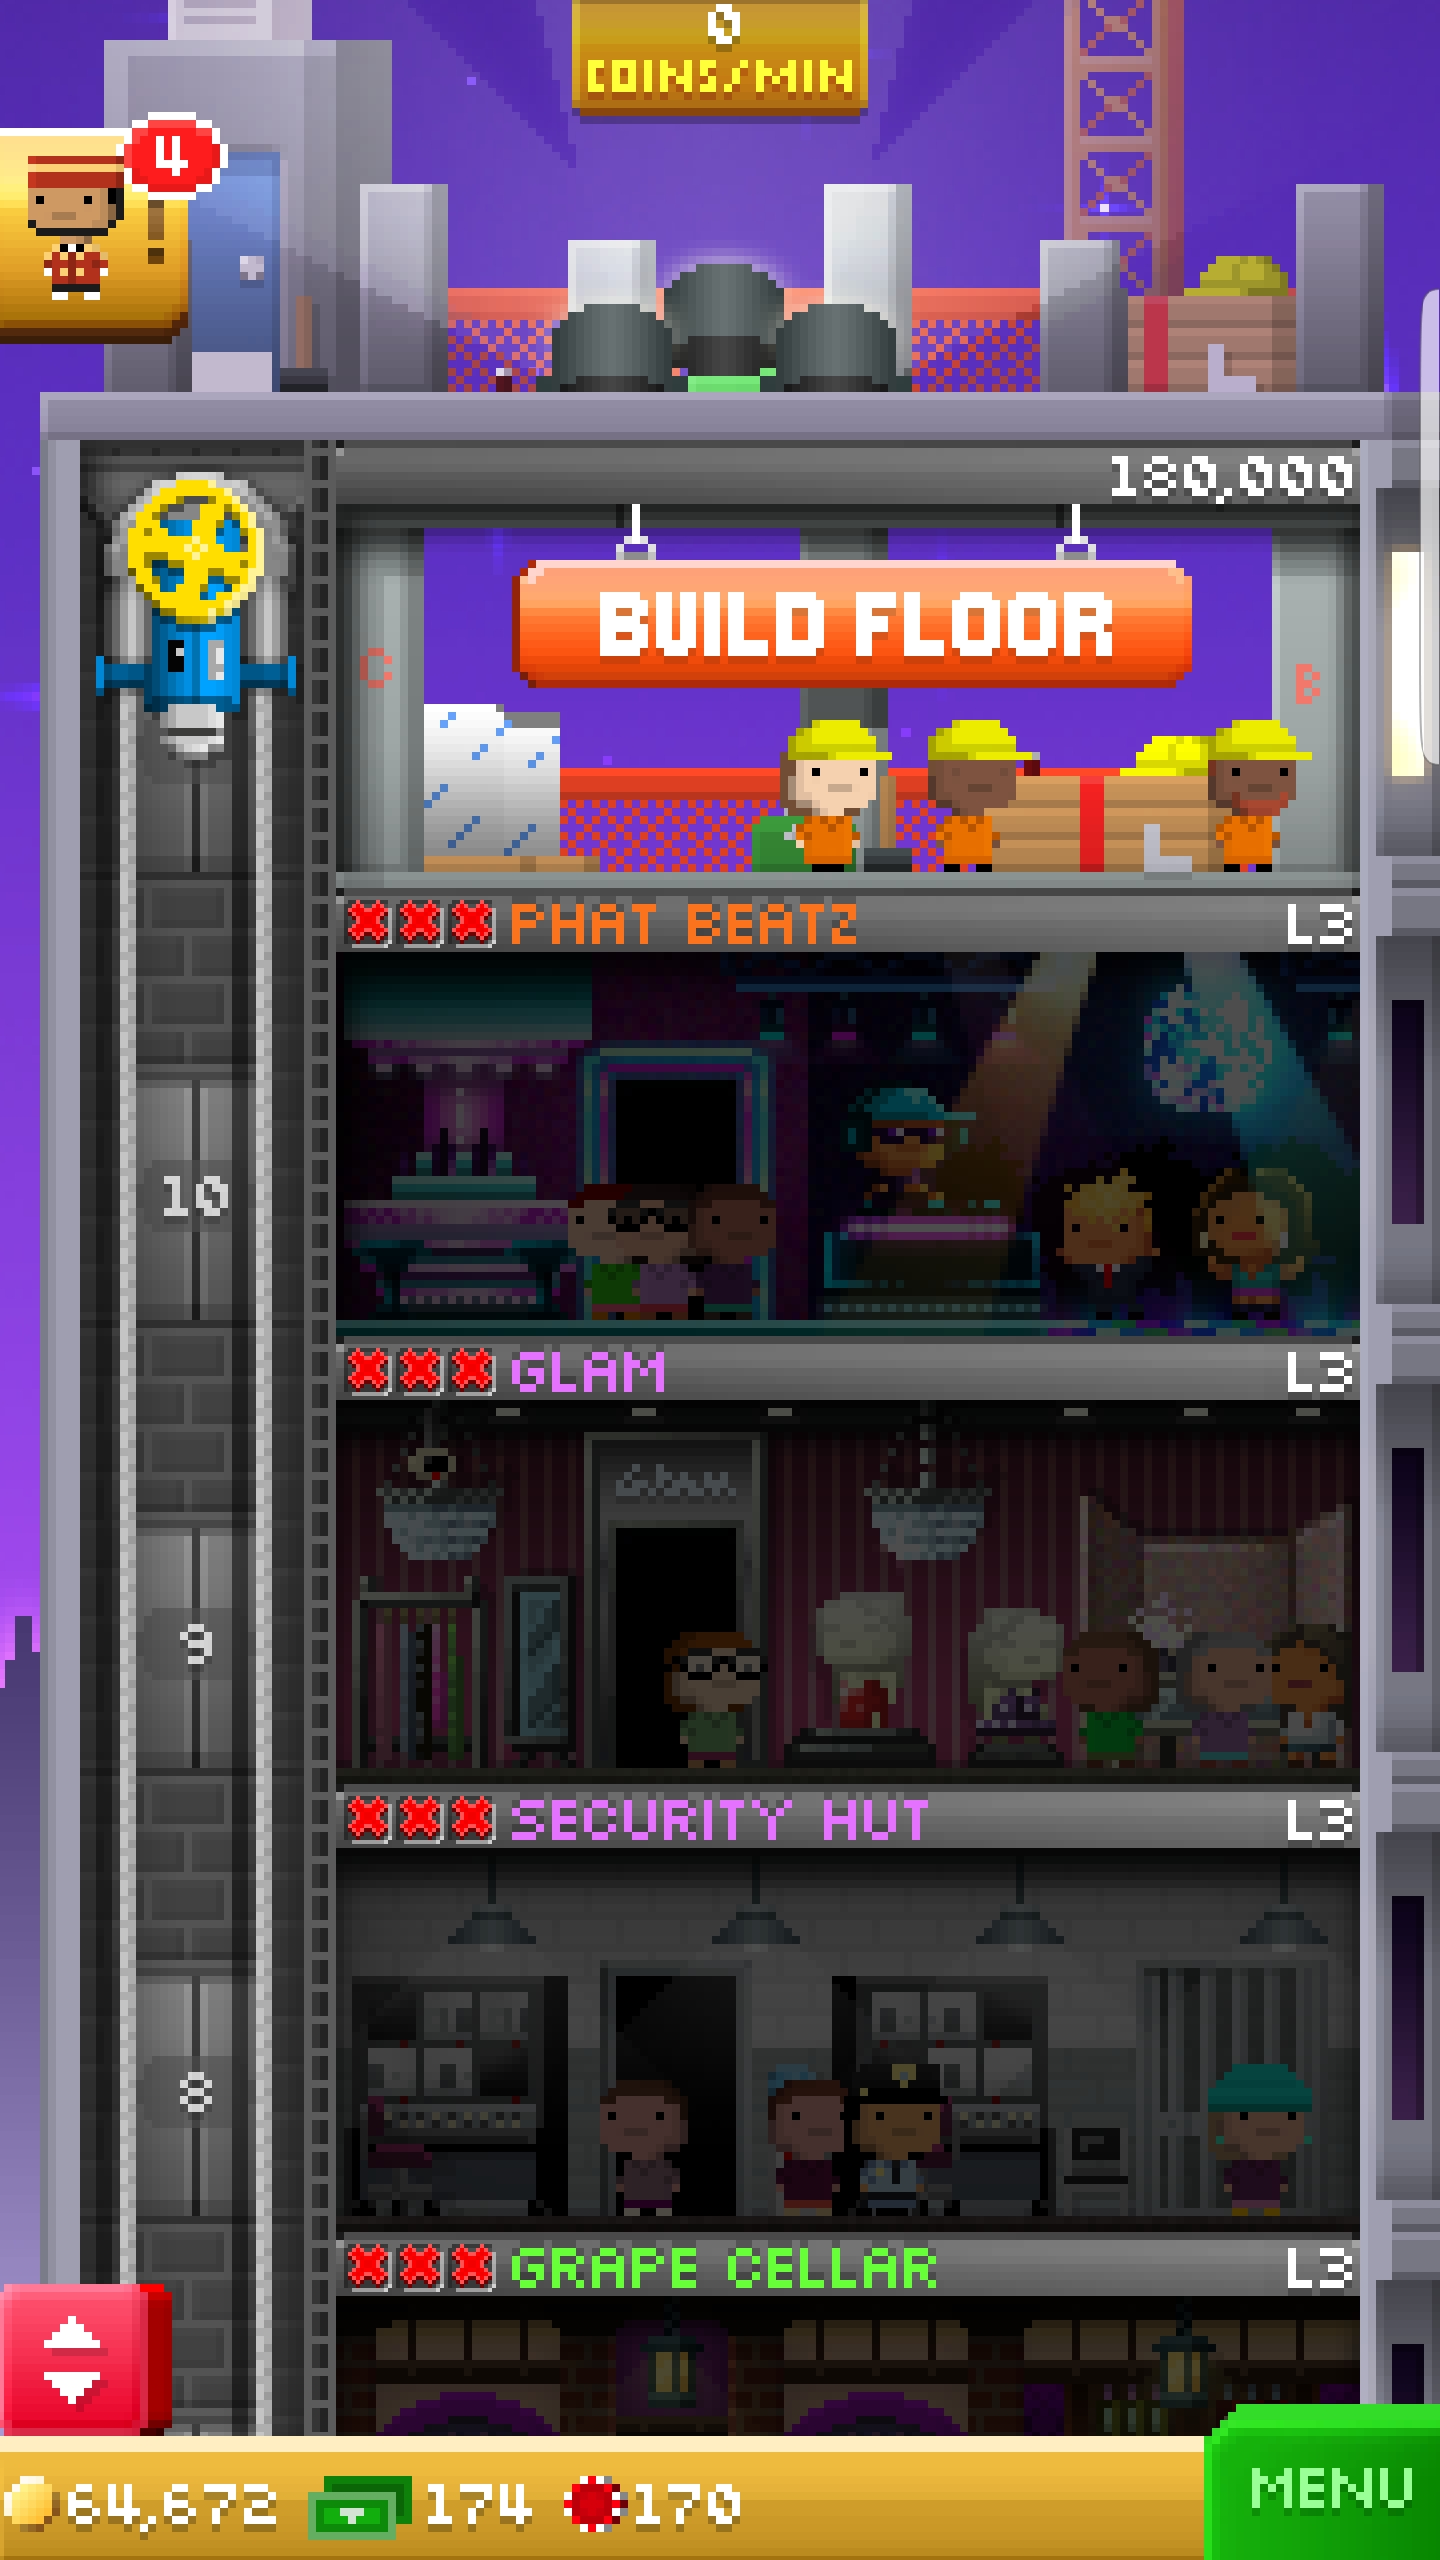 0
COINS/MIN
4
180,000
BUILD FLOOR
C
B
PHAT BEATZ L3
10
GLAM L3
Glam
9
SECURITY HUT L3
8
GRAPE CELLAR L3
64,672 174 170
MENU